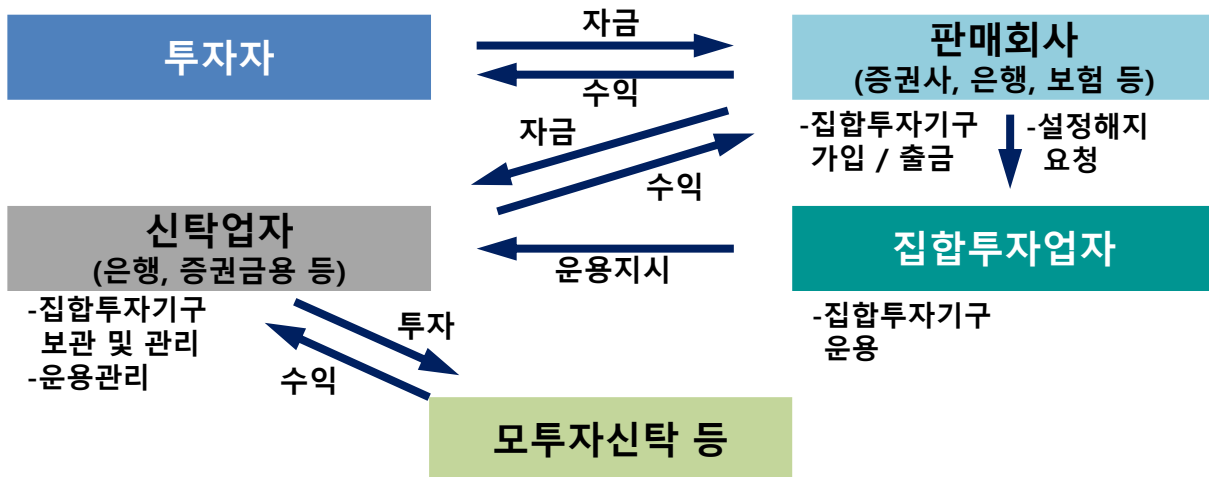 투자자
자금
수익
판매회사
(증권사, 은행, 보험 등)
자금
수익
-집합투자기구
가입 / 출금
-설정해지
요청
신탁업자
(은행, 증권금용 등)
운용지시
집합투자업자
-집합투자기구
보관 및 관리
-운용관리
투자
수익
-집합투자기구
운용
모투자신탁 등